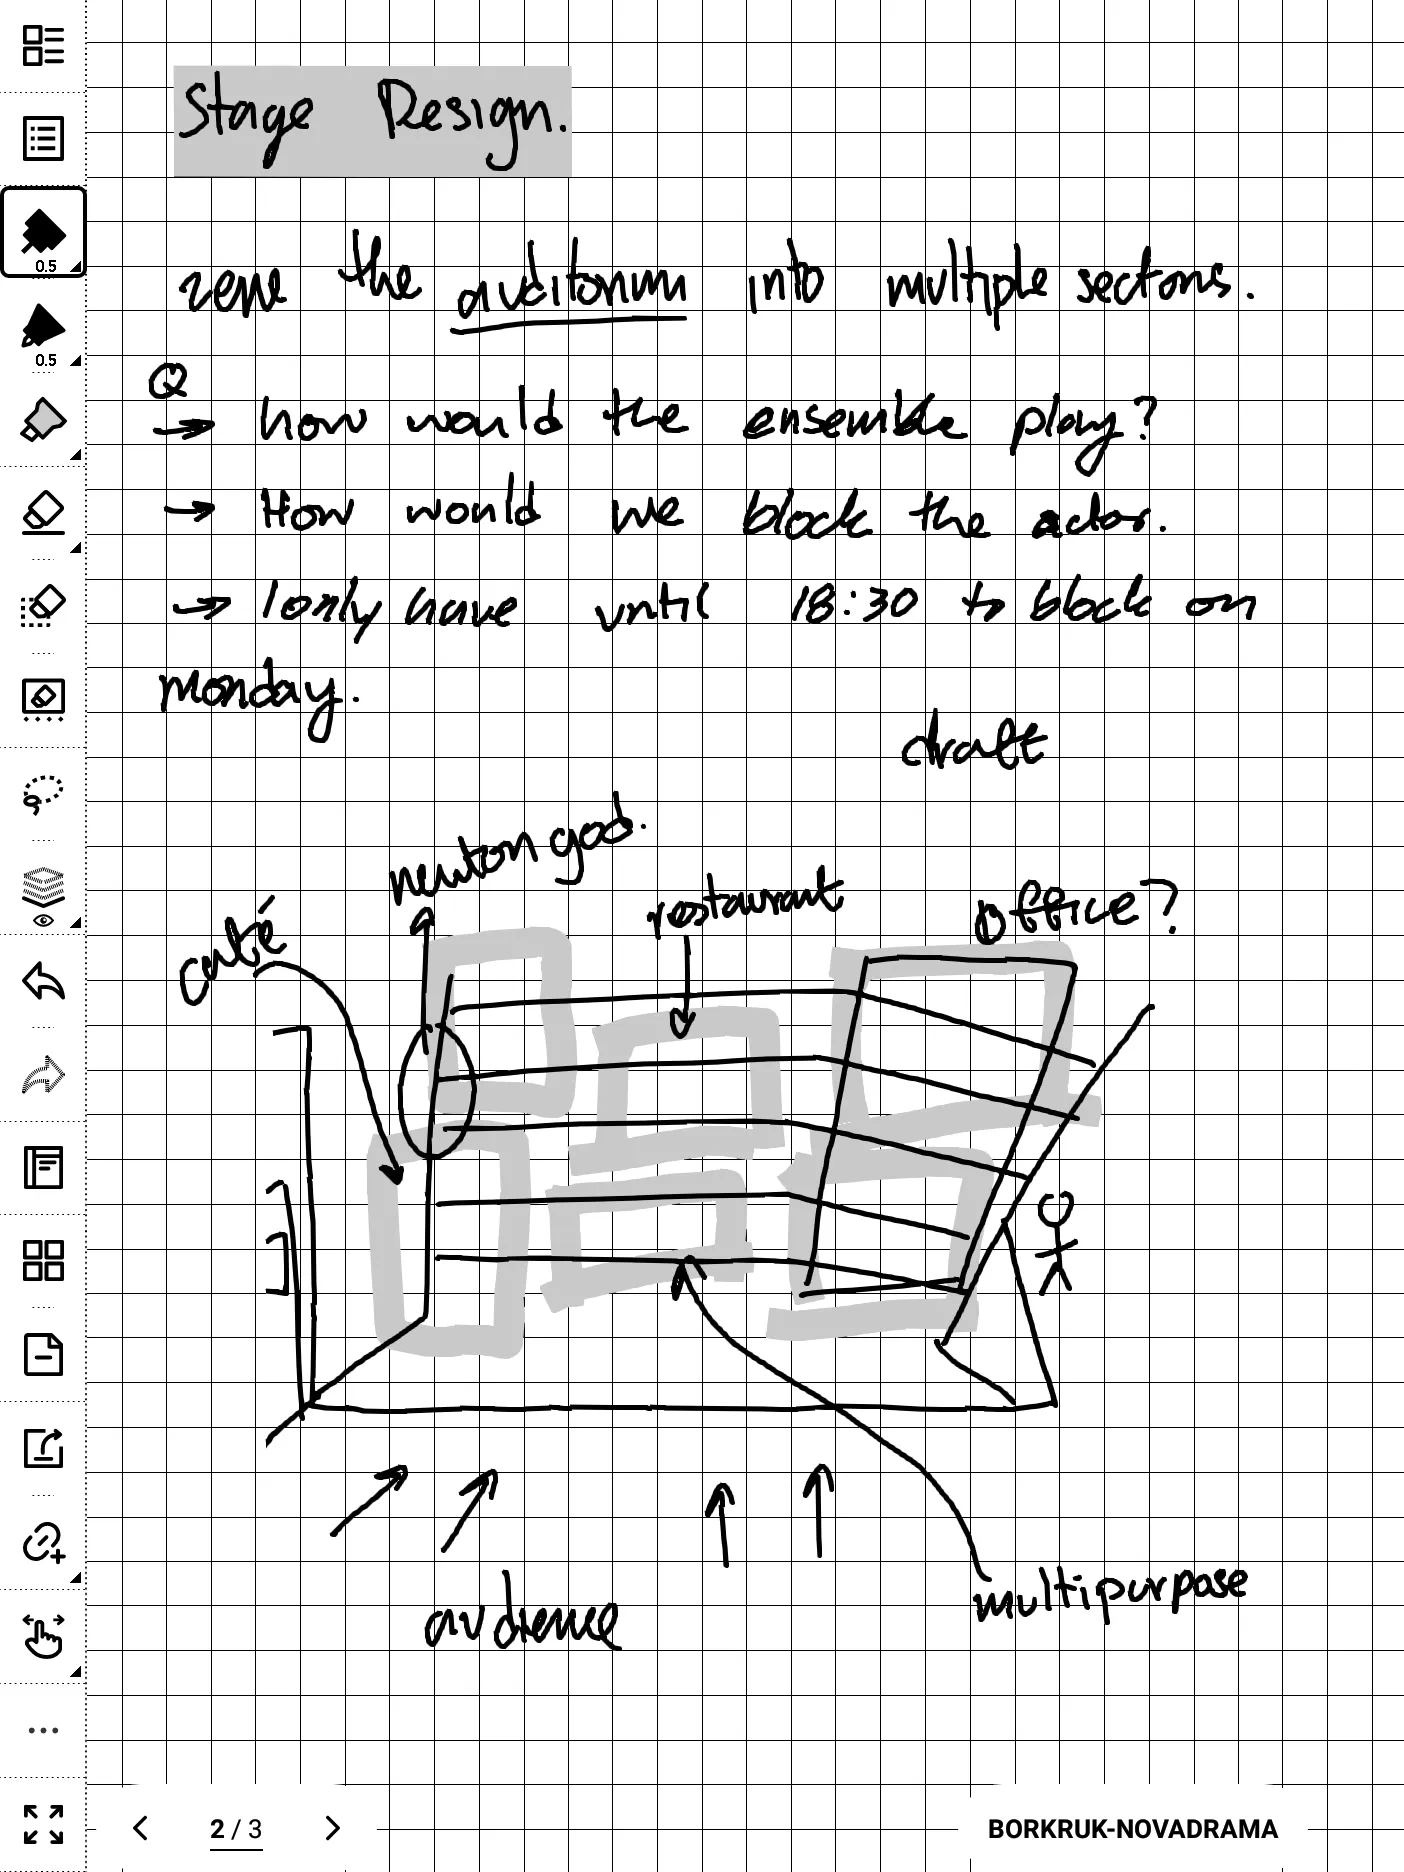 Stage Design.
zone the auditorium into multiple sections.
Q
→ how would the ensemble play?
→ How would we block the actor.
→ I only have until 18:30 to block on
monday.
draft
newton god.
café
restaurant
office?
audience
multipurpose
0.5
0.5
2 / 3
BORKRUK-NOVADRAMA